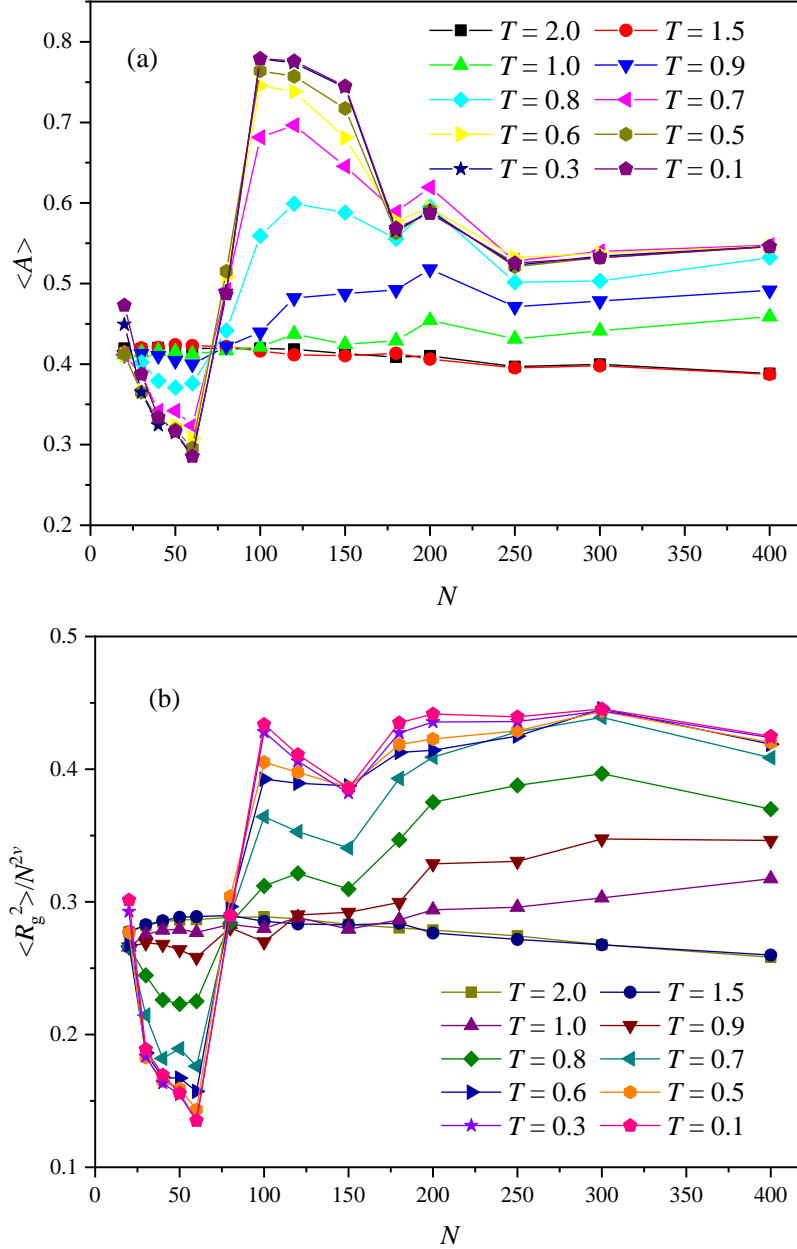 (a)
T = 2.0 T = 1.5
T = 1.0 T = 0.9
T = 0.8 T = 0.7
T = 0.6 T = 0.5
T = 0.3 T = 0.1
0.8
0.7
0.6
0.5
0.4
0.3
0.2
<A>
0 50 100 150 200 250 300 350 400
N
(b)
0.5
0.4
0.3
0.2
0.1
<R_g^2>/N^{2ν}
T = 2.0 T = 1.5
T = 1.0 T = 0.9
T = 0.8 T = 0.7
T = 0.6 T = 0.5
T = 0.3 T = 0.1
0 50 100 150 200 250 300 350 400
N